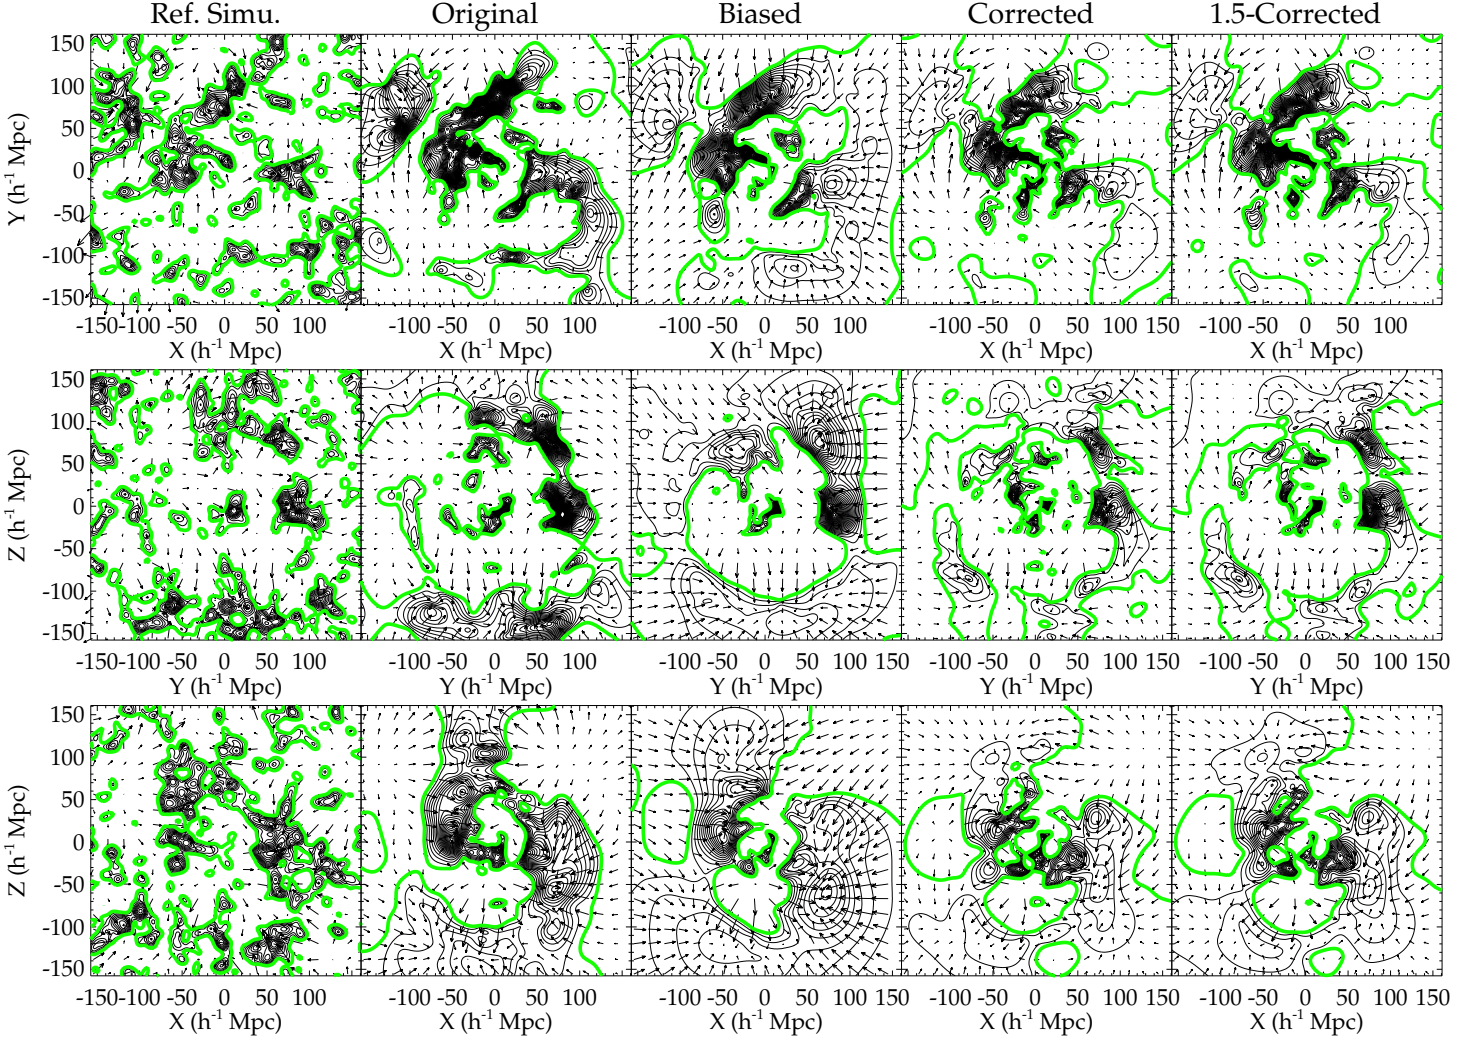 Ref. Simu. Original Biased Corrected 1.5-Corrected
150
100
50
0
-50
-100
-150
Y (h-1 Mpc)
-150-100 -50 0 50 100 -100 -50 0 50 100 -100 -50 0 50 100 -100 -50 0 50 100 150 -100 -50 0 50 100
X (h-1 Mpc) X (h-1 Mpc) X (h-1 Mpc) X (h-1 Mpc) X (h-1 Mpc)
150
100
50
0
-50
-100
-150
Z (h-1 Mpc)
-150-100 -50 0 50 100 -100 -50 0 50 100 -100 -50 0 50 100 150 -100 -50 0 50 100 150 -100 -50 0 50 100 150
Y (h-1 Mpc) Y (h-1 Mpc) Y (h-1 Mpc) Y (h-1 Mpc) Y (h-1 Mpc)
150
100
50
0
-50
-100
-150
Z (h-1 Mpc)
-150-100 -50 0 50 100 -100 -50 0 50 100 -100 -50 0 50 100 -100 -50 0 50 100 150 -100 -50 0 50 100
X (h-1 Mpc) X (h-1 Mpc) X (h-1 Mpc) X (h-1 Mpc) X (h-1 Mpc)